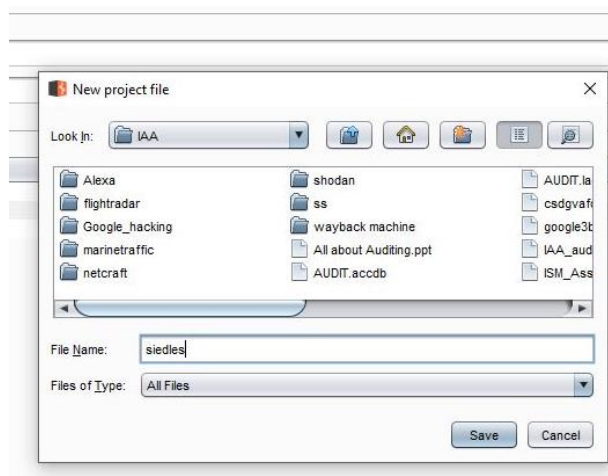 New project file
Look In: IAA
Alexa shodan AUDIT.la
flightradar ss csdgvafc
Google_hacking wayback machine google3b
marinetraffic All about Auditing.ppt IAA_aud
netcraft AUDIT.accdb ISM_Ass
File Name: siedles
Files of Type: All Files
Save Cancel